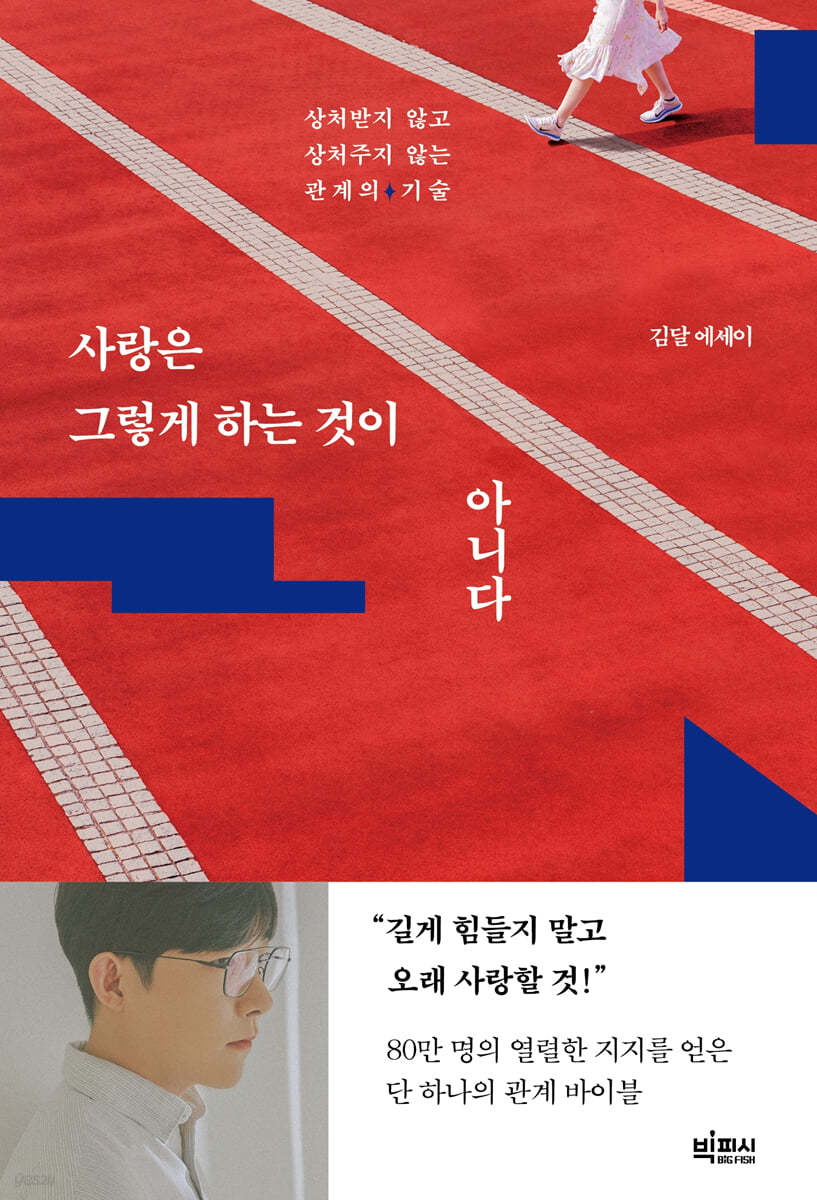 상처받지 않고
상처주지 않는
관계의 기술
김달 에세이
사랑은
그렇게 하는 것이
아니다
“길게 힘들지 말고
오래 사랑할 것!”
80만 명의 열렬한 지지를 얻은
단 하나의 관계 바이블
빅피시
BIG FISH